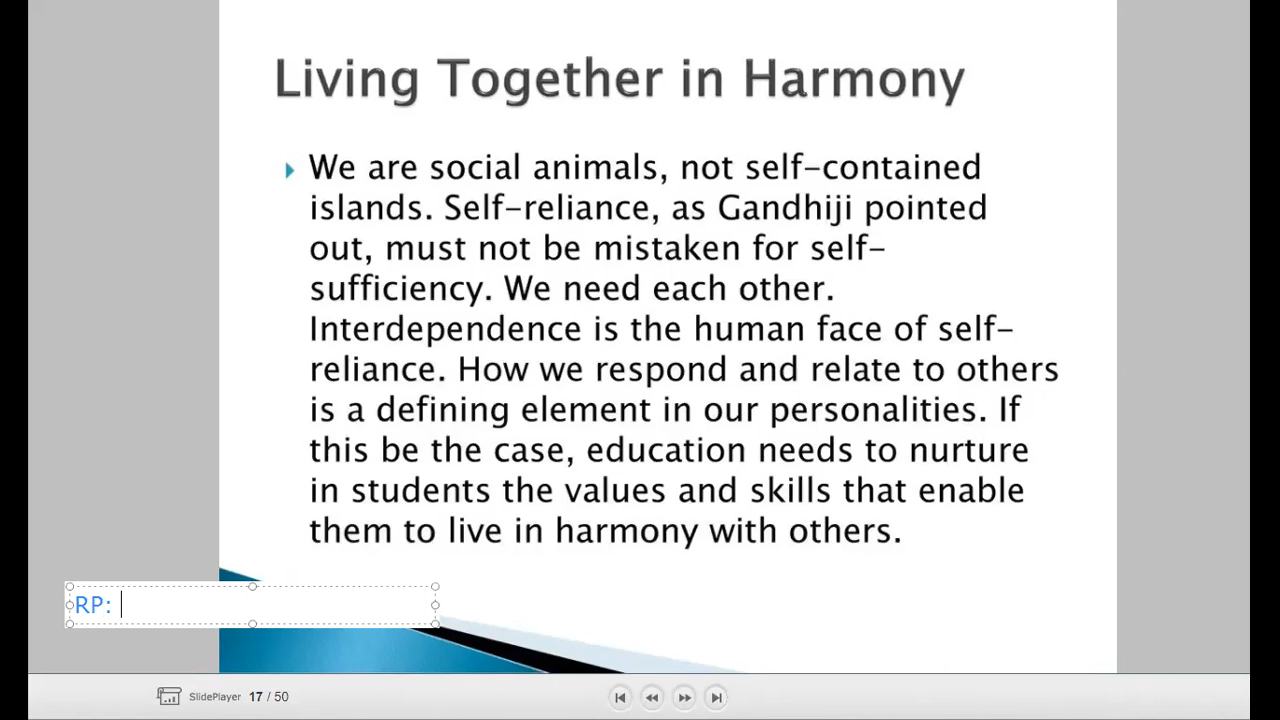 Living Together in Harmony
We are social animals, not self-contained
islands. Self-reliance, as Gandhiji pointed
out, must not be mistaken for self-
sufficiency. We need each other.
Interdependence is the human face of self-
reliance. How we respond and relate to others
is a defining element in our personalities. If
this be the case, education needs to nurture
in students the values and skills that enable
them to live in harmony with others.
RP:
SlidePlayer 17 / 50